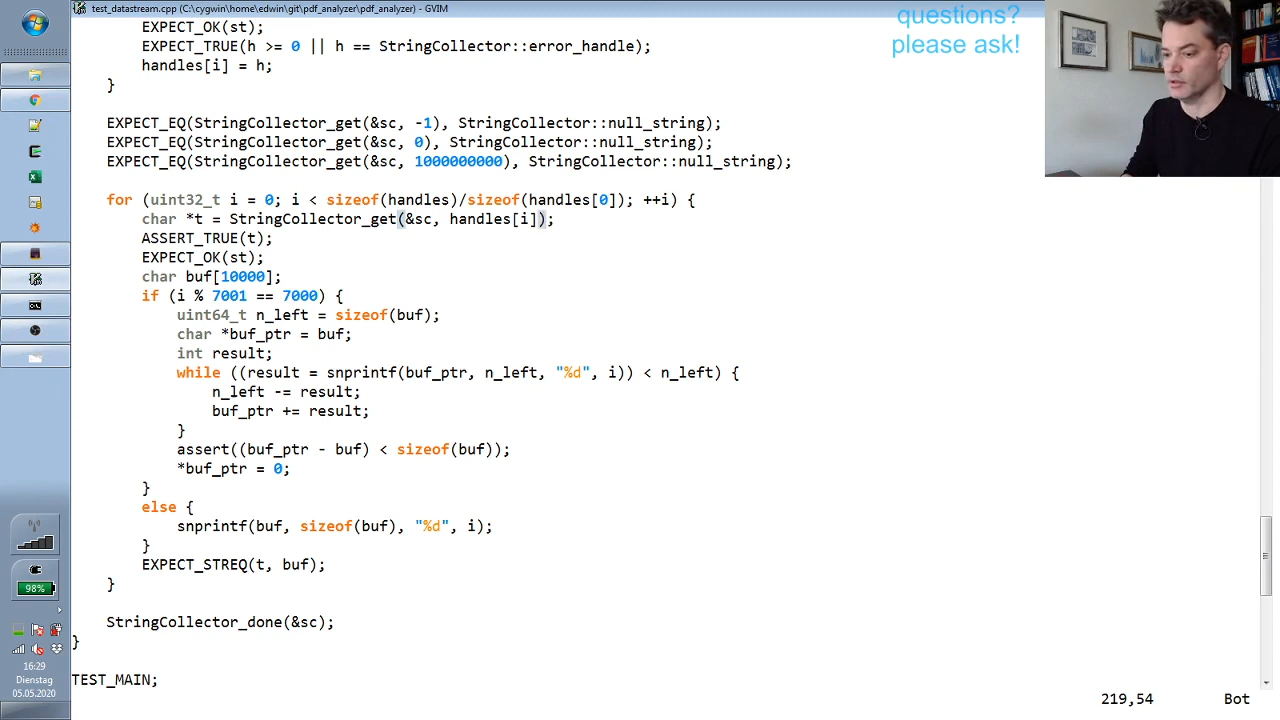 test_datastream.cpp (C:\cygwin\home\edwin\git\pdf_analyzer\pdf_analyzer) - GVIM
questions?
please ask!
EXPECT_OK(st);
EXPECT_TRUE(h >= 0 || h == StringCollector::error_handle);
handles[i] = h;
}
EXPECT_EQ(StringCollector_get(&sc, -1), StringCollector::null_string);
EXPECT_EQ(StringCollector_get(&sc, 0), StringCollector::null_string);
EXPECT_EQ(StringCollector_get(&sc, 1000000000), StringCollector::null_string);
for (uint32_t i = 0; i < sizeof(handles)/sizeof(handles[0]); ++i) {
char *t = StringCollector_get(&sc, handles[i]);
ASSERT_TRUE(t);
EXPECT_OK(st);
char buf[10000];
if (i % 7001 == 7000) {
uint64_t n_left = sizeof(buf);
char *buf_ptr = buf;
int result;
while ((result = snprintf(buf_ptr, n_left, "%d", i)) < n_left) {
n_left -= result;
buf_ptr += result;
}
assert((buf_ptr - buf) < sizeof(buf));
*buf_ptr = 0;
}
else {
snprintf(buf, sizeof(buf), "%d", i);
}
EXPECT_STREQ(t, buf);
}
StringCollector_done(&sc);
}
TEST_MAIN;
219,54 Bot
98%
16:29
Dienstag
05.05.2020